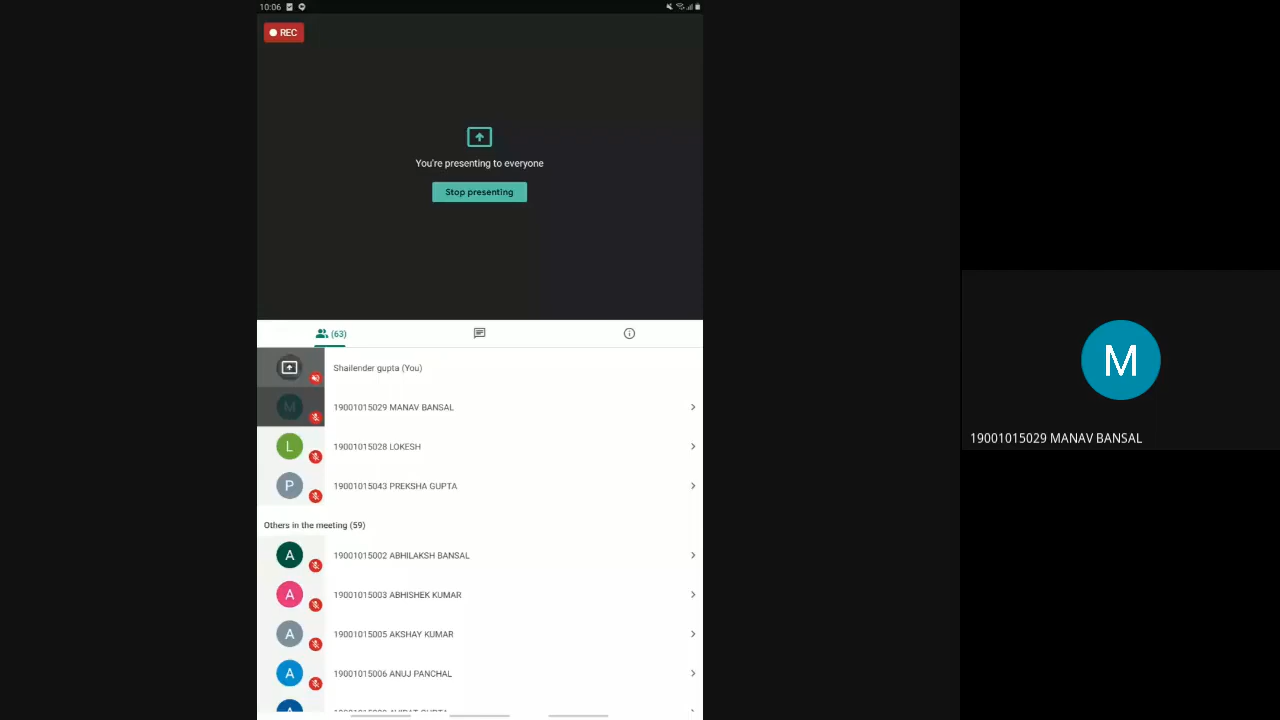 10:06
REC
You're presenting to everyone
Stop presenting
(63)
Shailender gupta (You)
M
19001015029 MANAV BANSAL
L
19001015028 LOKESH
P
19001015043 PREKSHA GUPTA
Others in the meeting (59)
A
19001015002 ABHILAKSH BANSAL
A
19001015003 ABHISHEK KUMAR
A
19001015005 AKSHAY KUMAR
A
19001015006 ANUJ PANCHAL
M
19001015029 MANAV BANSAL